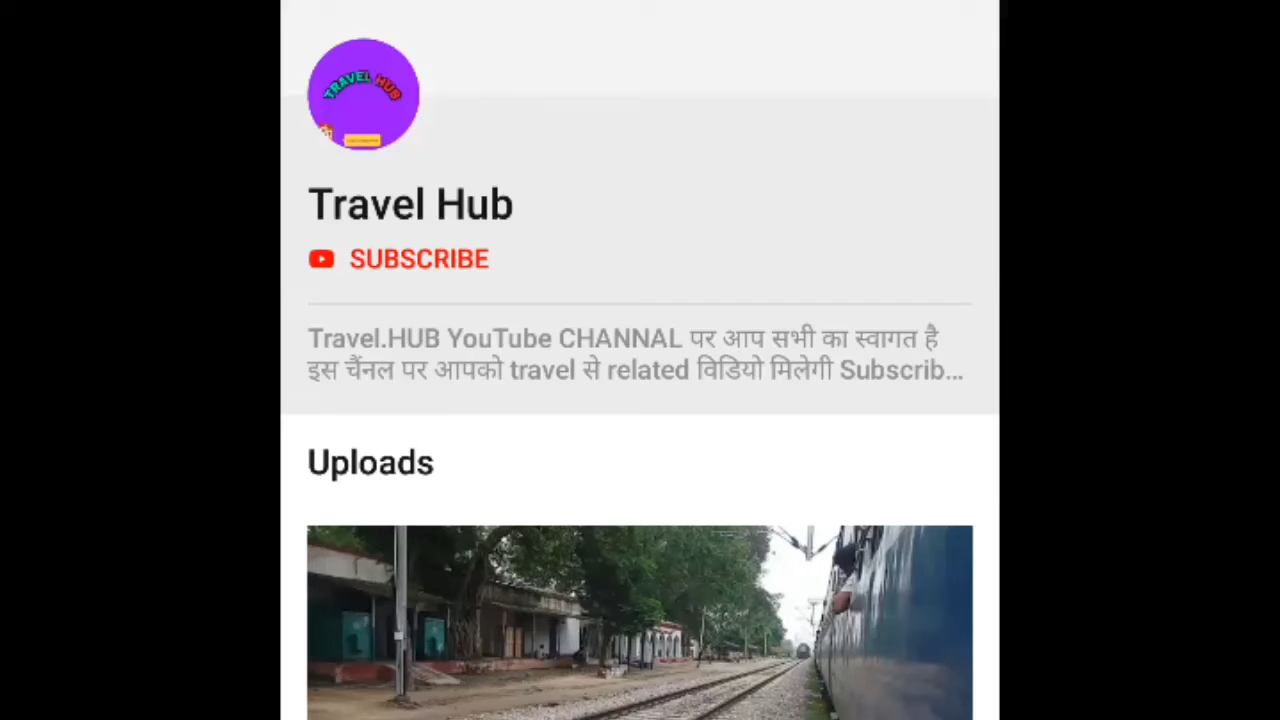 TRAVEL HUB
Travel Hub
SUBSCRIBE
Travel.HUB YouTube CHANNAL पर आप सभी का स्वागत है
इस चैंनल पर आपको travel से related विडियो मिलेगी Subscrib...
Uploads